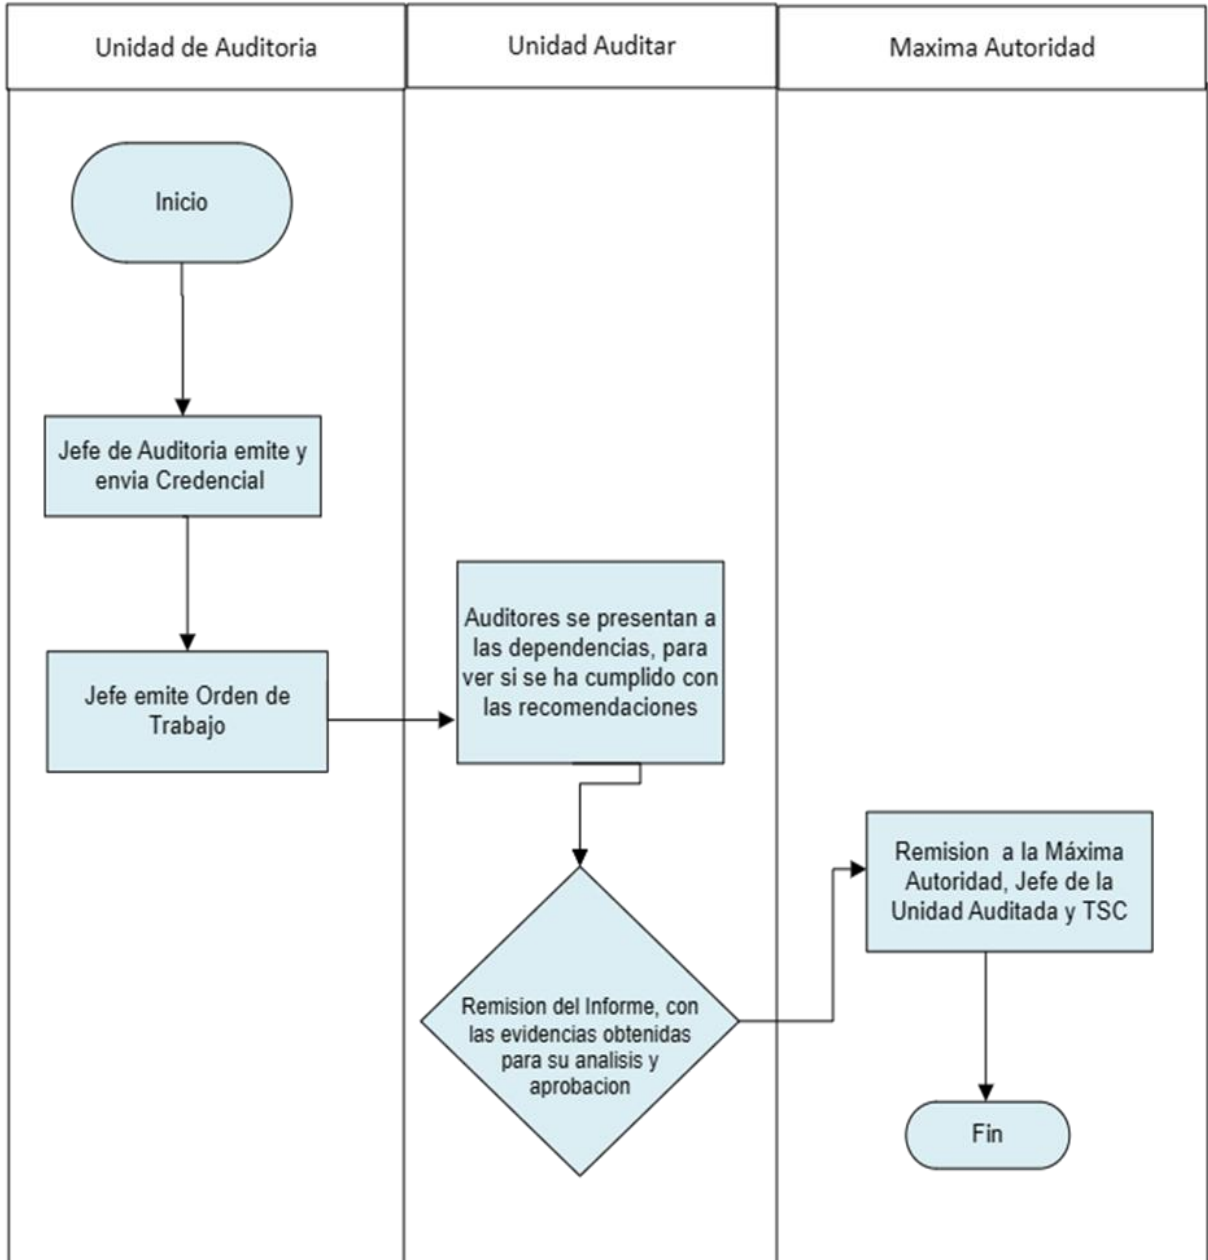 Unidad de Auditoria
Unidad Auditar
Maxima Autoridad
Inicio
Jefe de Auditoria emite y
envia Credencial
Jefe emite Orden de
Trabajo
Auditores se presentan a
las dependencias, para
ver si se ha cumplido con
las recomendaciones
Remision del Informe, con
las evidencias obtenidas
para su analisis y
aprobacion
Remision a la Máxima
Autoridad, Jefe de la
Unidad Auditada y TSC
Fin